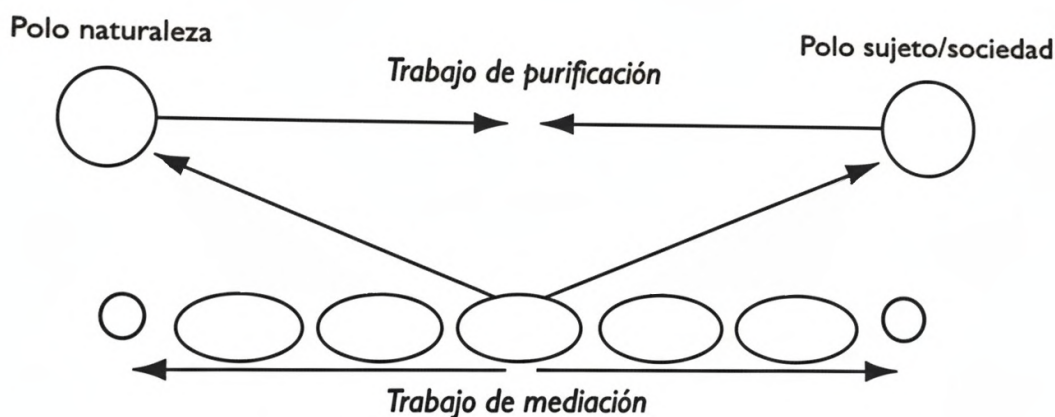 Polo naturaleza
Polo sujeto/sociedad
Trabajo de purificación
Trabajo de mediación